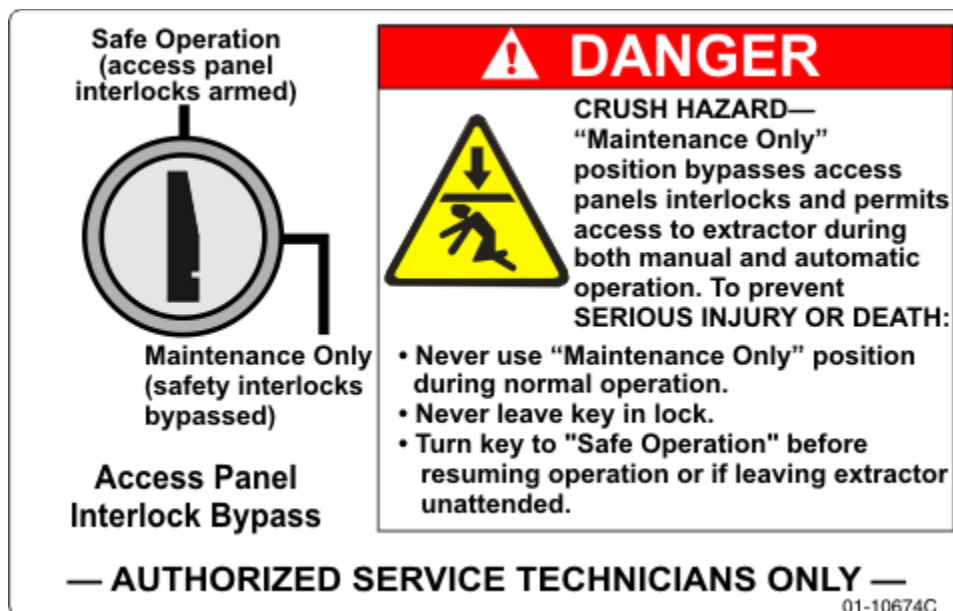 Safe Operation
(access panel
interlocks armed)
Maintenance Only
(safety interlocks
bypassed)
Access Panel
Interlock Bypass
DANGER
CRUSH HAZARD—
“Maintenance Only”
position bypasses access
panels interlocks and permits
access to extractor during
both manual and automatic
operation. To prevent
SERIOUS INJURY OR DEATH:
• Never use “Maintenance Only” position
during normal operation.
• Never leave key in lock.
• Turn key to "Safe Operation" before
resuming operation or if leaving extractor
unattended.
— AUTHORIZED SERVICE TECHNICIANS ONLY —
01-10674C